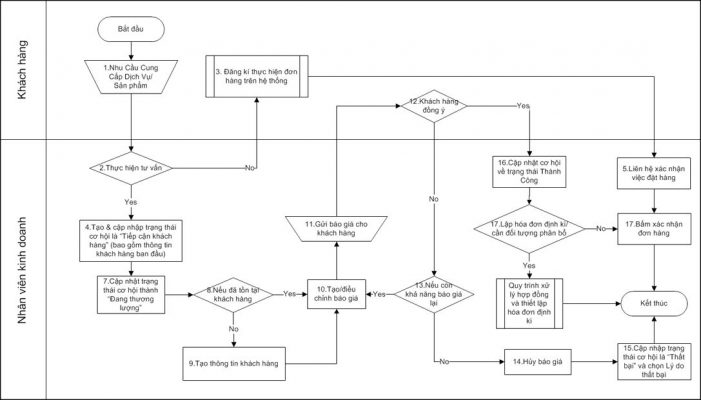 Khách hàng
Bắt đầu
1.Nhu Cầu Cung
Cấp Dịch Vụ/
Sản phẩm
3. Đăng kí thực hiện đơn
hàng trên hệ thống
12.Khách hàng
đồng ý
Yes
No
Nhân viên kinh doanh
2.Thực hiện tư vấn
No
Yes
4.Tạo & cập nhập trạng thái
cơ hội là “Tiếp cận khách
hàng” (bao gồm thông tin
khách hàng ban đầu)
7.Cập nhật trạng
thái cơ hội thành
“Đang thương
lượng”
8.Nếu đã tồn tại
khách hàng
Yes
No
9.Tạo thông tin khách hàng
11.Gửi báo giá cho
khách hàng
10.Tạo/điều
chỉnh báo giá
Yes
13.Nếu còn
khả năng báo giá
lại
No
14.Hủy báo giá
16.Cập nhật cơ hội
về trạng thái Thành
Công
17.Lập hóa đơn định kì/
cần đối tượng phân bổ
No
Yes
Quy trình xử
lý hợp đồng và
thiết lập
hóa đơn định
kì
5.Liên hệ xác nhận
việc đặt hàng
17.Bấm xác nhận
đơn hàng
Kết thúc
15.Cập nhập trạng
thái cơ hội là “Thất
bại” và chọn Lý do
thất bại